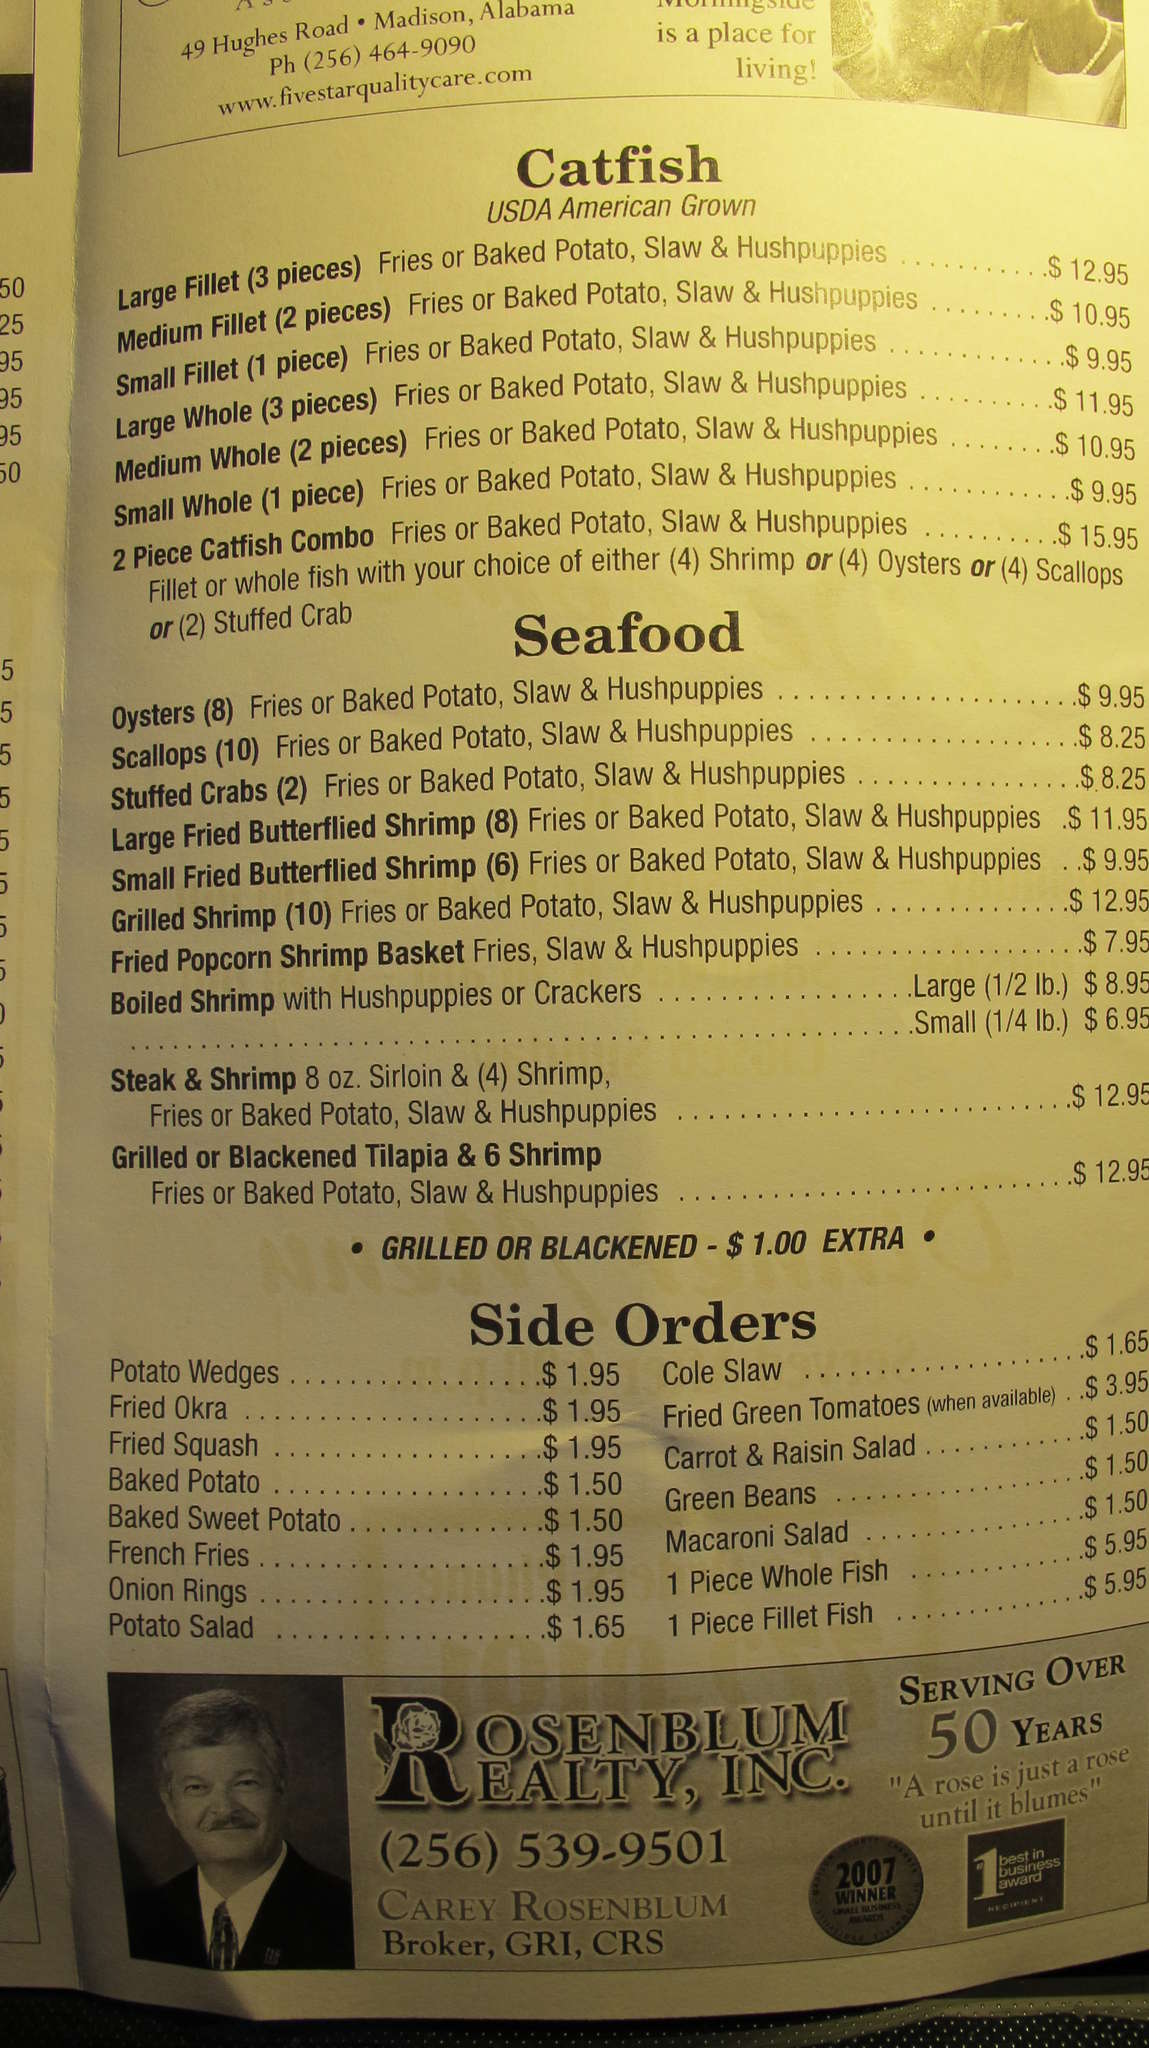 49 Hughes Road • Madison, Alabama
Ph (256) 464-9090
www.fivestarqualitycare.com
Morningside
is a place for
living!
Catfish
USDA American Grown
Large Fillet (3 pieces) Fries or Baked Potato, Slaw & Hushpuppies ...........$ 12.95
Medium Fillet (2 pieces) Fries or Baked Potato, Slaw & Hushpuppies .........$ 10.95
Small Fillet (1 piece) Fries or Baked Potato, Slaw & Hushpuppies .............$ 9.95
Large Whole (3 pieces) Fries or Baked Potato, Slaw & Hushpuppies ..........$ 11.95
Medium Whole (2 pieces) Fries or Baked Potato, Slaw & Hushpuppies ........$ 10.95
Small Whole (1 piece) Fries or Baked Potato, Slaw & Hushpuppies ............$ 9.95
2 Piece Catfish Combo Fries or Baked Potato, Slaw & Hushpuppies ..........$ 15.95
Fillet or whole fish with your choice of either (4) Shrimp or (4) Oysters or (4) Scallops
or (2) Stuffed Crab
Seafood
Oysters (8) Fries or Baked Potato, Slaw & Hushpuppies ......................$ 9.95
Scallops (10) Fries or Baked Potato, Slaw & Hushpuppies ....................$ 8.25
Stuffed Crabs (2) Fries or Baked Potato, Slaw & Hushpuppies ................$ 8.25
Large Fried Butterflied Shrimp (8) Fries or Baked Potato, Slaw & Hushpuppies .$ 11.95
Small Fried Butterflied Shrimp (6) Fries or Baked Potato, Slaw & Hushpuppies ..$ 9.95
Grilled Shrimp (10) Fries or Baked Potato, Slaw & Hushpuppies ..............$ 12.95
Fried Popcorn Shrimp Basket Fries, Slaw & Hushpuppies ....................$ 7.95
Boiled Shrimp with Hushpuppies or Crackers ...................Large (1/2 lb.) $ 8.95
..........................................................Small (1/4 lb.) $ 6.95
Steak & Shrimp 8 oz. Sirloin & (4) Shrimp,
Fries or Baked Potato, Slaw & Hushpuppies .............................$ 12.95
Grilled or Blackened Tilapia & 6 Shrimp
Fries or Baked Potato, Slaw & Hushpuppies .............................$ 12.95
• GRILLED OR BLACKENED - $ 1.00 EXTRA •
Side Orders
Potato Wedges .................$ 1.95
Fried Okra ....................$ 1.95
Fried Squash ..................$ 1.95
Baked Potato ..................$ 1.50
Baked Sweet Potato .............$ 1.50
French Fries ...................$ 1.95
Onion Rings ...................$ 1.95
Potato Salad ..................$ 1.65
Cole Slaw ....................$ 1.65
Fried Green Tomatoes (when available) ..$ 3.95
Carrot & Raisin Salad ...........$ 1.50
Green Beans ..................$ 1.50
Macaroni Salad ................$ 1.50
1 Piece Whole Fish .............$ 5.95
1 Piece Fillet Fish ..............$ 5.95
ROSENBLUM
REALTY, INC.
(256) 539-9501
CAREY ROSENBLUM
Broker, GRI, CRS
SERVING OVER
50 YEARS
"A rose is just a rose
until it blumes"
2007
WINNER
SMALL BUSINESS
AWARDS
#1 best in
business
award
RECIPIENT